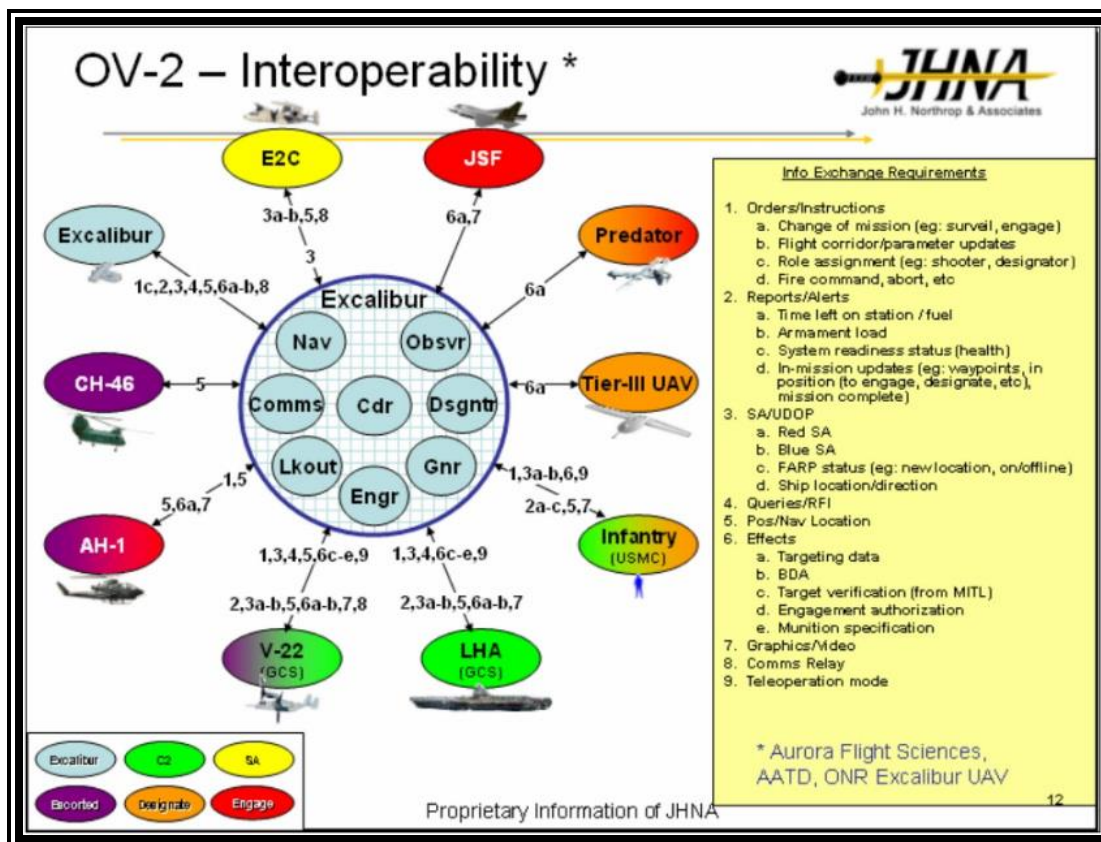 OV-2 – Interoperability *
JHNA
John H. Northrop & Associates
E2C
JSF
3a-b,5,8
3
6a,7
Excalibur
1c,2,3,4,5,6a-b,8
Predator
6a
Excalibur
Nav
Obsvr
CH-46
5
Comms
Cdr
Dsgntr
6a
Tier-III UAV
Lkout
Gnr
Engr
1,5
5,6a,7
AH-1
1,3a-b,6,9
2a-c,5,7
Infantry
(USMC)
1,3,4,5,6c-e,9
1,3,4,6c-e,9
2,3a-b,5,6a-b,7,8
2,3a-b,5,6a-b,7
V-22
(GCS)
LHA
(GCS)
Info Exchange Requirements
1. Orders/Instructions
a. Change of mission (eg: surveil, engage)
b. Flight corridor/parameter updates
c. Role assignment (eg: shooter, designator)
d. Fire command, abort, etc
2. Reports/Alerts
a. Time left on station / fuel
b. Armament load
c. System readiness status (health)
d. In-mission updates (eg: waypoints, in
position (to engage, designate, etc),
mission complete)
3. SA/UDOP
a. Red SA
b. Blue SA
c. FARP status (eg: new location, on/offline)
d. Ship location/direction
4. Queries/RFI
5. Pos/Nav Location
6. Effects
a. Targeting data
b. BDA
c. Target verification (from MITL)
d. Engagement authorization
e. Munition specification
7. Graphics/Video
8. Comms Relay
9. Teleoperation mode
* Aurora Flight Sciences,
AATD, ONR Excalibur UAV
Excalibur
C2
SA
Escorted
Designate
Engage
Proprietary Information of JHNA
12